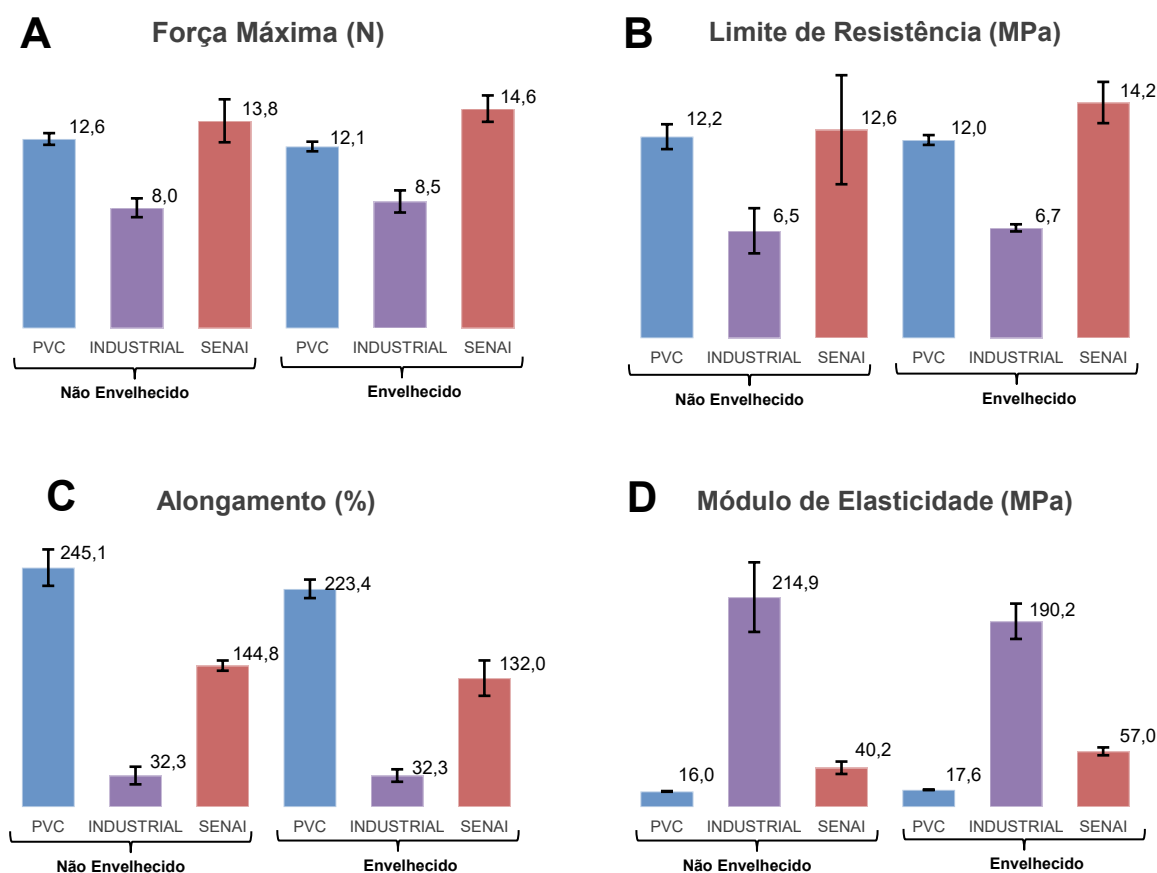 A
Força Máxima (N)
12,6
8,0
13,8
12,1
8,5
14,6
PVC INDUSTRIAL SENAI PVC INDUSTRIAL SENAI
Não Envelhecido Envelhecido
B
Limite de Resistência (MPa)
12,2
6,5
12,6
12,0
6,7
14,2
PVC INDUSTRIAL SENAI PVC INDUSTRIAL SENAI
Não Envelhecido Envelhecido
C
Alongamento (%)
245,1
32,3
144,8
223,4
32,3
132,0
PVC INDUSTRIAL SENAI PVC INDUSTRIAL SENAI
Não Envelhecido Envelhecido
D
Módulo de Elasticidade (MPa)
16,0
214,9
40,2
17,6
190,2
57,0
PVC INDUSTRIAL SENAI PVC INDUSTRIAL SENAI
Não Envelhecido Envelhecido